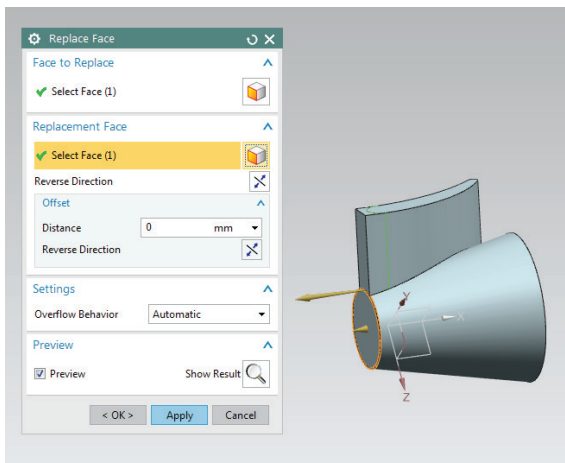 Replace Face
Face to Replace
Select Face (1)
Replacement Face
Select Face (1)
Reverse Direction
Offset
Distance 0 mm
Reverse Direction
Settings
Overflow Behavior Automatic
Preview
Preview Show Result
< OK > Apply Cancel
Y
X
Z